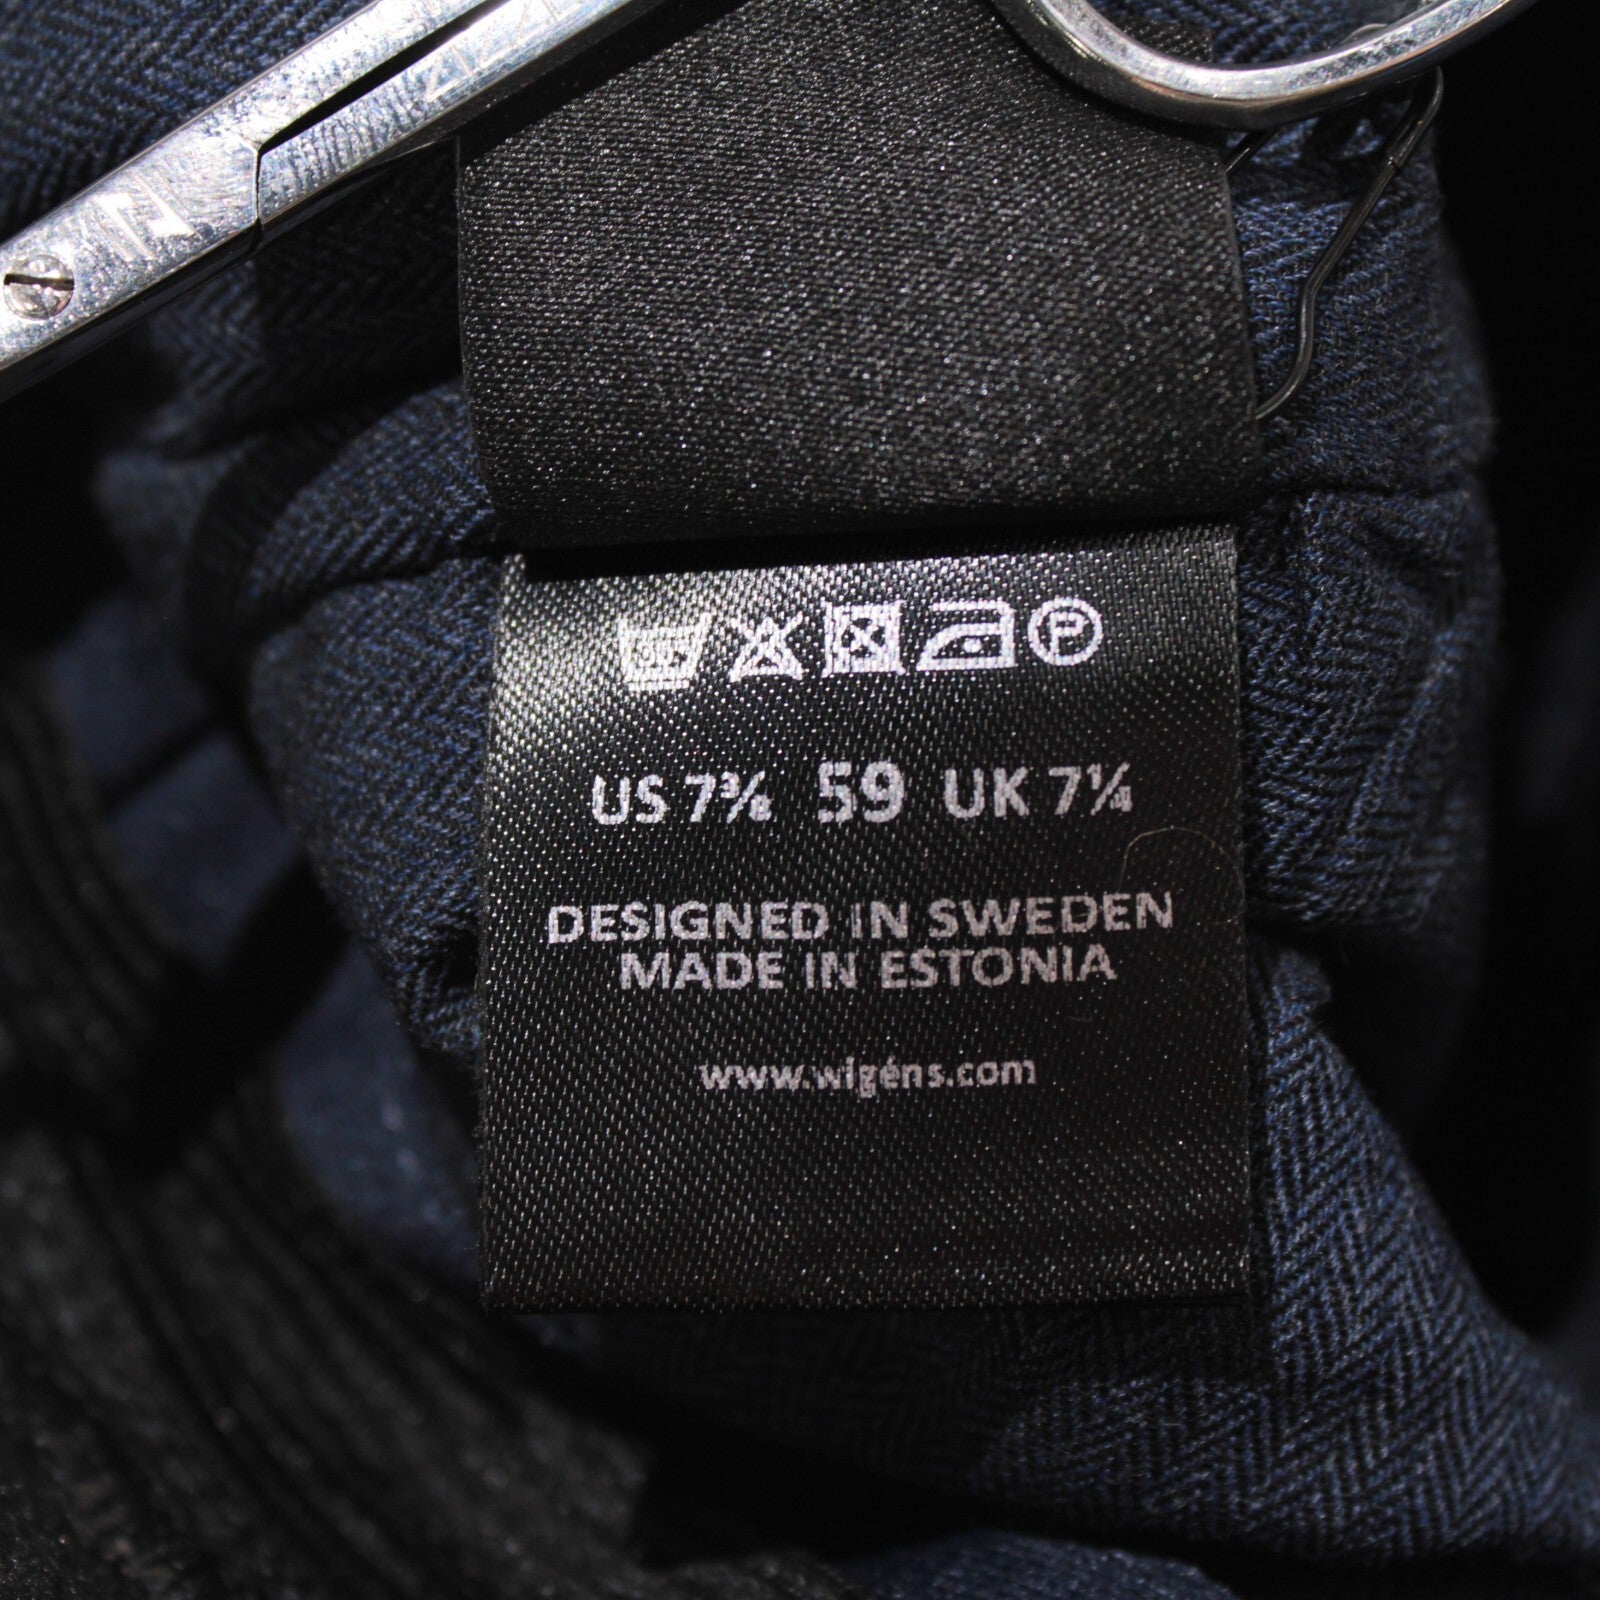 US 7⅜ 59 UK 7¼
DESIGNED IN SWEDEN
MADE IN ESTONIA
www.wigéns.com